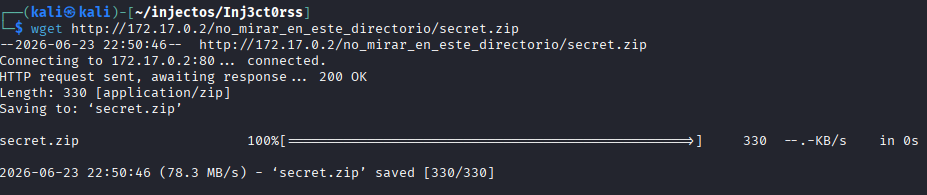 ┌──(kali㉿kali)-[~/injectos/Inj3ct0rss]
└─$ wget http://172.17.0.2/no_mirar_en_este_directorio/secret.zip
--2026-06-23 22:50:46--  http://172.17.0.2/no_mirar_en_este_directorio/secret.zip
Connecting to 172.17.0.2:80... connected.
HTTP request sent, awaiting response... 200 OK
Length: 330 [application/zip]
Saving to: ‘secret.zip’
secret.zip 100%[===================================================>] 330 --.-KB/s in 0s
2026-06-23 22:50:46 (78.3 MB/s) - ‘secret.zip’ saved [330/330]